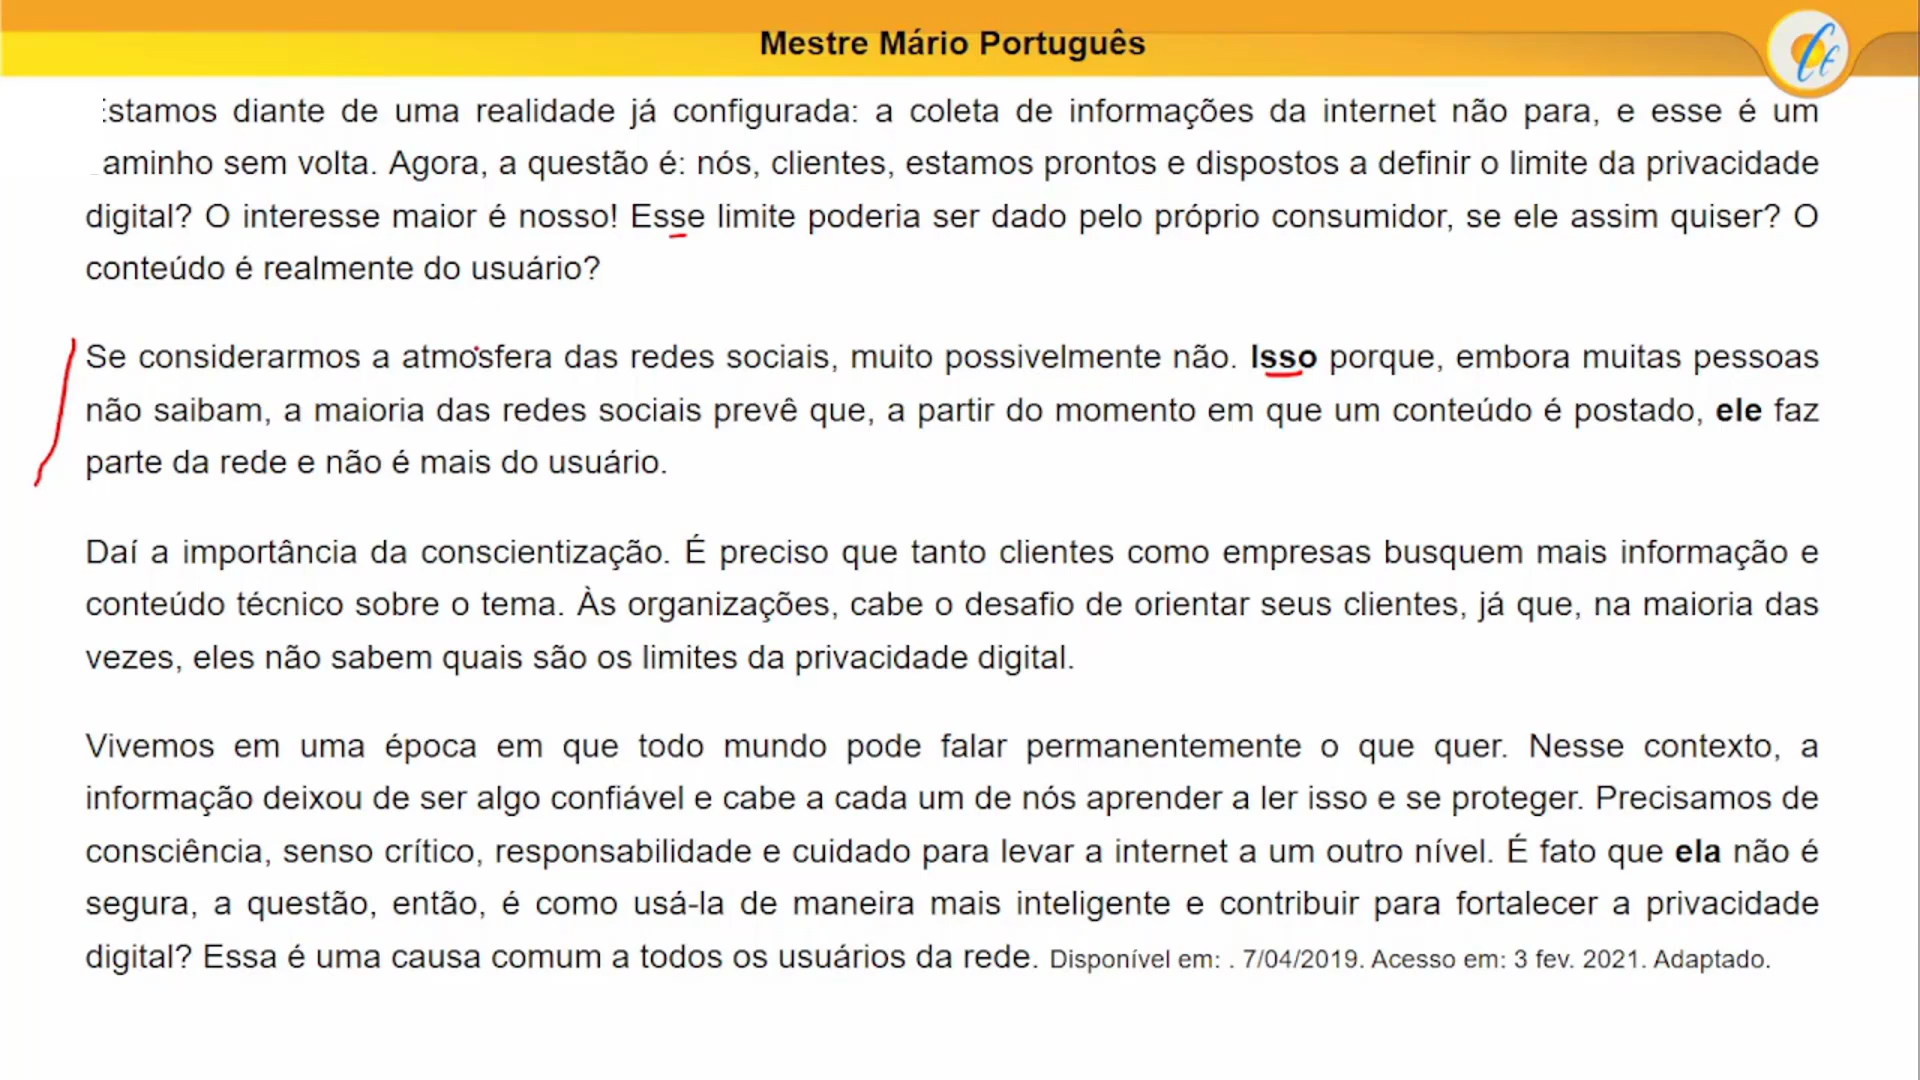 Mestre Mário Português
stamos diante de uma realidade já configurada: a coleta de informações da internet não para, e esse é um
aminho sem volta. Agora, a questão é: nós, clientes, estamos prontos e dispostos a definir o limite da privacidade
digital? O interesse maior é nosso! Esse limite poderia ser dado pelo próprio consumidor, se ele assim quiser? O
conteúdo é realmente do usuário?
Se considerarmos a atmosfera das redes sociais, muito possivelmente não. Isso porque, embora muitas pessoas
não saibam, a maioria das redes sociais prevê que, a partir do momento em que um conteúdo é postado, ele faz
parte da rede e não é mais do usuário.
Daí a importância da conscientização. É preciso que tanto clientes como empresas busquem mais informação e
conteúdo técnico sobre o tema. Às organizações, cabe o desafio de orientar seus clientes, já que, na maioria das
vezes, eles não sabem quais são os limites da privacidade digital.
Vivemos em uma época em que todo mundo pode falar permanentemente o que quer. Nesse contexto, a
informação deixou de ser algo confiável e cabe a cada um de nós aprender a ler isso e se proteger. Precisamos de
consciência, senso crítico, responsabilidade e cuidado para levar a internet a um outro nível. É fato que ela não é
segura, a questão, então, é como usá-la de maneira mais inteligente e contribuir para fortalecer a privacidade
digital? Essa é uma causa comum a todos os usuários da rede. Disponível em: . 7/04/2019. Acesso em: 3 fev. 2021. Adaptado.